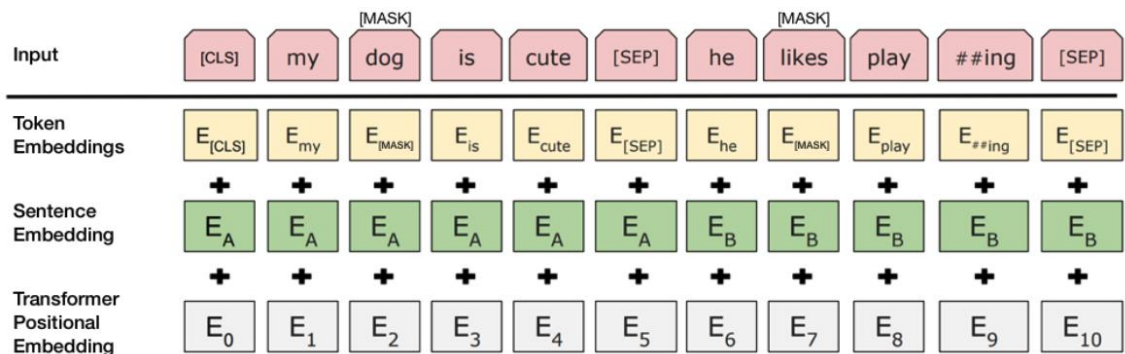 [MASK] [MASK]
Input [CLS] my dog is cute [SEP] he likes play ##ing [SEP]
Token
Embeddings E[CLS] Emy E[MASK] Eis Ecute E[SEP] Ehe E[MASK] Eplay E##ing E[SEP]
+ + + + + + + + + + +
Sentence
Embedding EA EA EA EA EA EA EB EB EB EB EB
+ + + + + + + + + + +
Transformer
Positional
Embedding E0 E1 E2 E3 E4 E5 E6 E7 E8 E9 E10